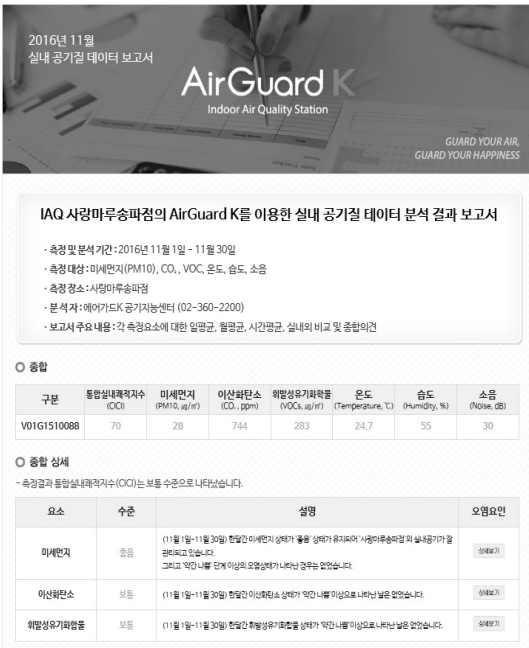 2016년 11월
실내 공기질 데이터 보고서
AirGuard K
Indoor Air Quality Station
GUARD YOUR AIR,
GUARD YOUR HAPPINESS
IAQ 사랑마루송파점의 AirGuard K를 이용한 실내 공기질 테이터 분석 결과 보고서
· 측정 및 분석 기간 : 2016년 11월 1일 - 11월 30일
· 측정 대상 : 미세먼지(PM10), CO₂, VOC, 온도, 습도, 소음
· 측정 장소 : 사랑마루송파점
· 분 석 자 : 에어가드K 공기지능센터 (02-360-2200)
· 보고서 주요 내용 : 각 측정요소에 대한 일평균, 월평균, 시간평균, 실내외 비교 및 종합의견
종합
구분 통합실내쾌적지수 (CICI) 미세먼지 (PM10, ㎍/㎥) 이산화탄소 (CO₂, ppm) 휘발성유기화학물 (VOCs, ㎍/㎥) 온도 (Temperature, ℃) 습도 (Humidity, %) 소음 (Noise, dB)
V01G1510088 70 28 744 283 24.7 55 30
종합 상세
- 측정결과 통합실내쾌적지수(CICI)는 보통 수준으로 나타났습니다.
요소 수준 설명 오염요인
미세먼지 좋음 (11월 1일~11월 30일) 한달간 미세먼지 상태가 '좋음' 상태가 유지되어 '사랑마루송파점'의 실내공기가 잘
관리되고 있습니다.
그리고 '약간 나쁨' 단계 이상의 오염상태가 나타난 경우는 없었습니다. 상세보기
이산화탄소 보통 (11월 1일~11월 30일) 한달간 이산화탄소 상태가 '약간 나쁨'이상으로 나타난 날은 없었습니다. 상세보기
휘발성유기화합물 보통 (11월 1일~11월 30일) 한달간 휘발성유기화합물 상태가 '약간 나쁨'이상으로 나타난 날은 없었습니다. 상세보기